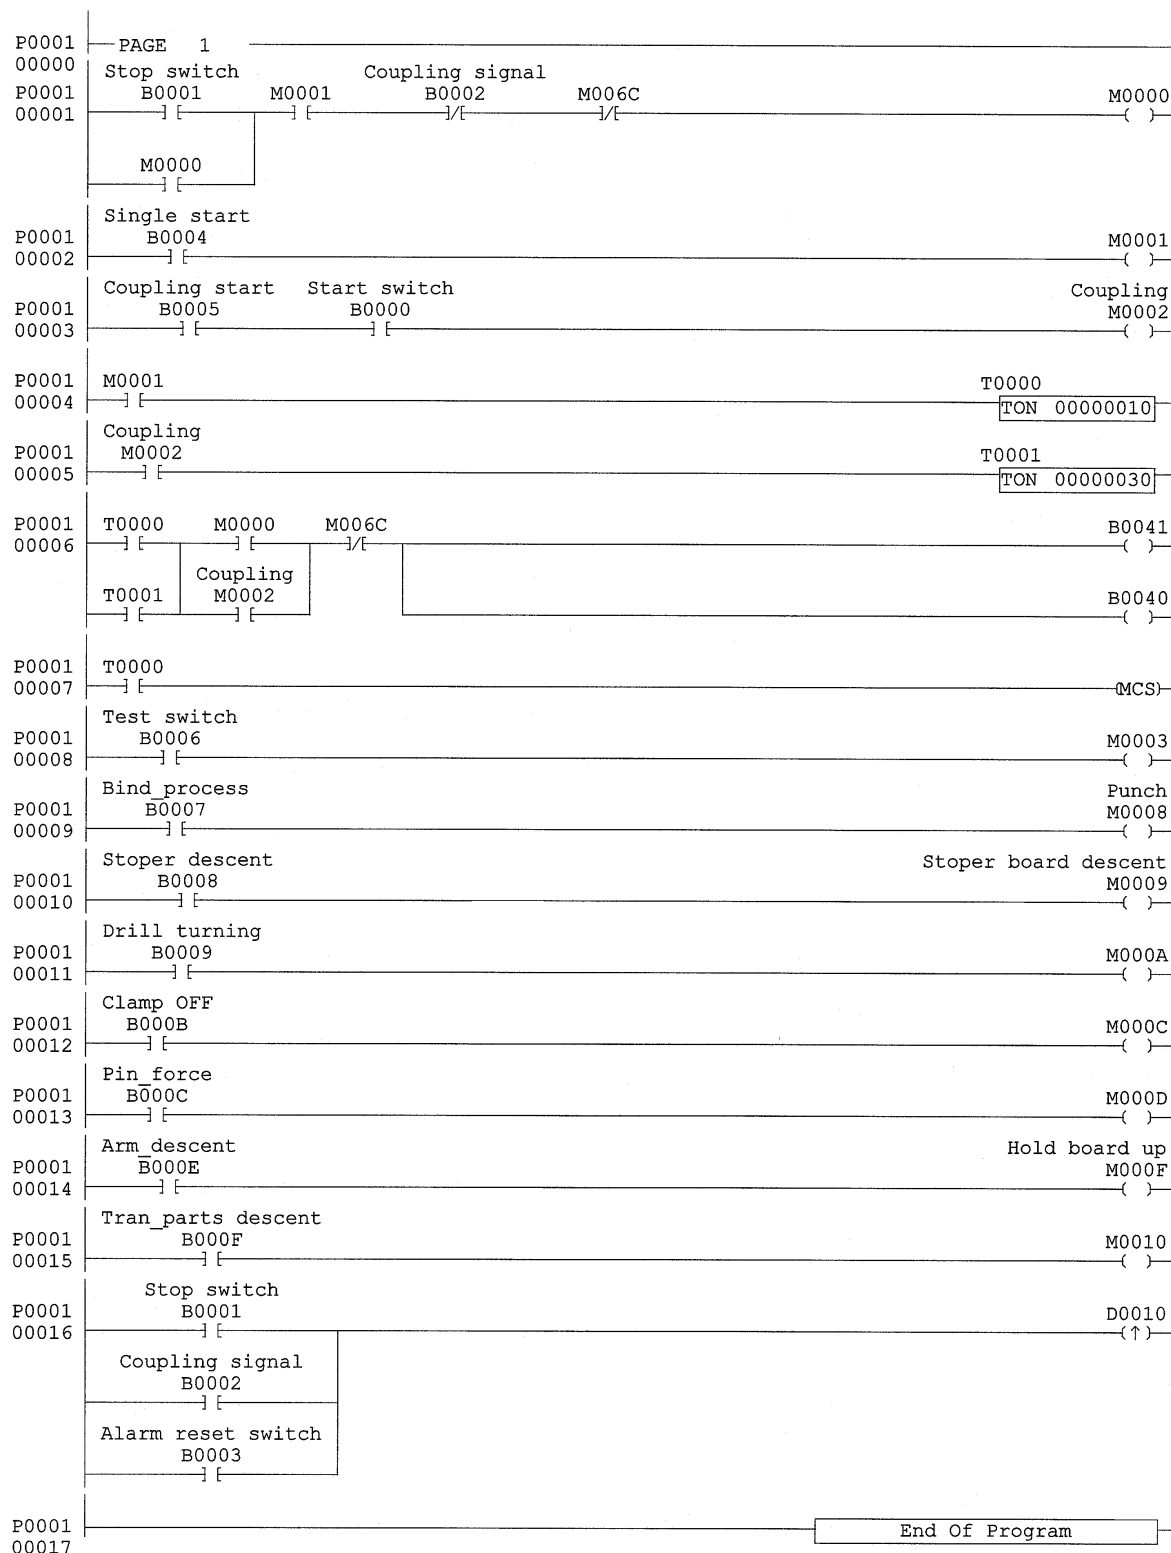 P0001 PAGE 1
00000
Stop switch Coupling signal
P0001 B0001 M0001 B0002 M006C M0000
00001
M0000
Single start
P0001 B0004 M0001
00002
Coupling start Start switch Coupling
P0001 B0005 B0000 M0002
00003
P0001 M0001 T0000
00004 TON 00000010
Coupling
P0001 M0002 T0001
00005 TON 00000030
P0001 T0000 M0000 M006C B0041
00006
Coupling
T0001 M0002 B0040
P0001 T0000
00007 (MCS)
Test switch
P0001 B0006 M0003
00008
Bind_process Punch
P0001 B0007 M0008
00009
Stoper descent Stoper board descent
P0001 B0008 M0009
00010
Drill turning
P0001 B0009 M000A
00011
Clamp OFF
P0001 B000B M000C
00012
Pin_force
P0001 B000C M000D
00013
Arm_descent Hold board up
P0001 B000E M000F
00014
Tran_parts descent
P0001 B000F M0010
00015
Stop switch
P0001 B0001 D0010
00016 (↑)
Coupling signal
B0002
Alarm reset switch
B0003
P0001 End Of Program
00017